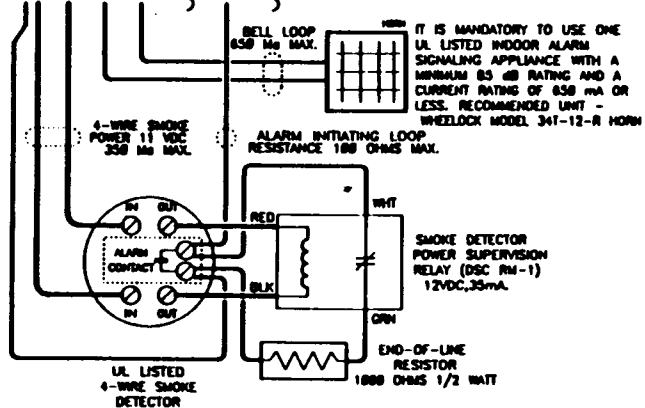 HORN
BELL LOOP
650 Ma MAX.
IT IS MANDATORY TO USE ONE
UL LISTED INDOOR ALARM
SIGNALING APPLIANCE WITH A
MINIMUM 85 dB RATING AND A
CURRENT RATING OF 650 mA OR
LESS. RECOMMENDED UNIT -
WHEELOCK MODEL 34T-12-R HORN
4-WIRE SMOKE
POWER 11 VDC
350 Ma MAX.
ALARM INITIATING LOOP
RESISTANCE 100 OHMS MAX.
IN OUT
RED
WHT
ALARM
CONTACT
SMOKE DETECTOR
POWER SUPERVISION
RELAY (DSC RM-1)
12VDC,35mA.
BLK
IN OUT
GRN
END-OF-LINE
RESISTOR
1000 OHMS 1/2 WATT
UL LISTED
4-WIRE SMOKE
DETECTOR